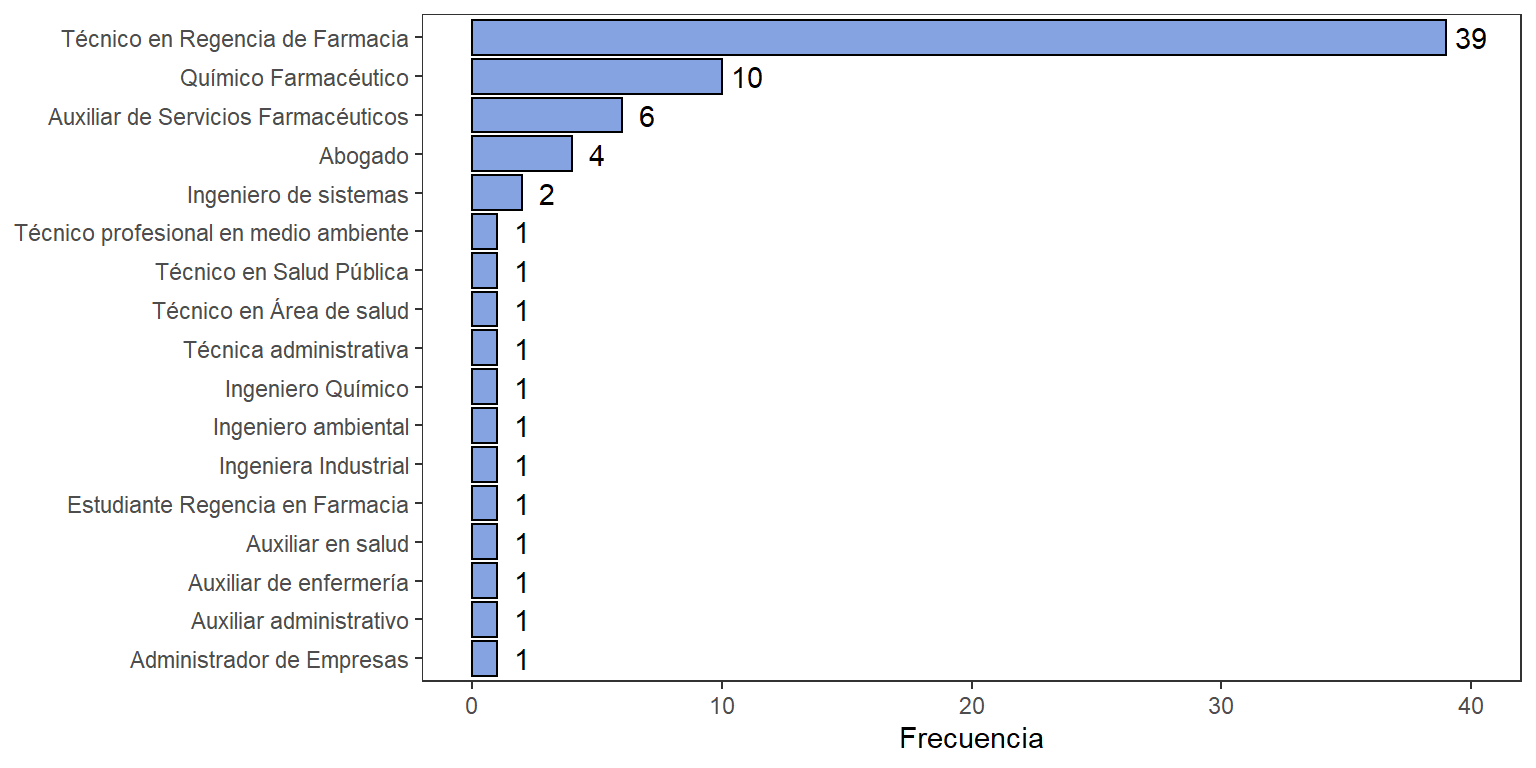 Técnico en Regencia de Farmacia 39
Químico Farmacéutico 10
Auxiliar de Servicios Farmacéuticos 6
Abogado 4
Ingeniero de sistemas 2
Técnico profesional en medio ambiente 1
Técnico en Salud Pública 1
Técnico en Área de salud 1
Técnica administrativa 1
Ingeniero Químico 1
Ingeniero ambiental 1
Ingeniera Industrial 1
Estudiante Regencia en Farmacia 1
Auxiliar en salud 1
Auxiliar de enfermería 1
Auxiliar administrativo 1
Administrador de Empresas 1
0 10 20 30 40
Frecuencia